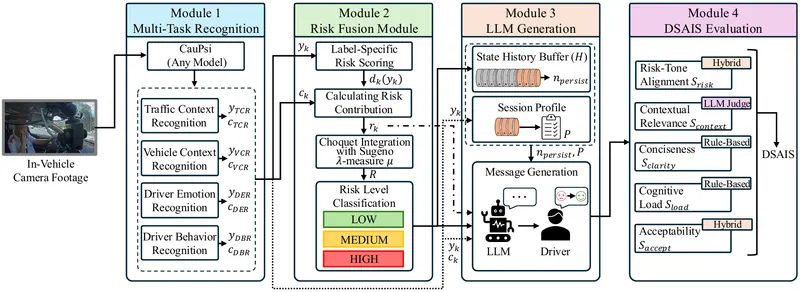 In-Vehicle
Camera Footage
Module 1
Multi-Task Recognition
CauPsi
(Any Model)
Traffic Context
Recognition
y_TCR
c_TCR
Vehicle Context
Recognition
y_VCR
c_VCR
Driver Emotion
Recognition
y_DER
c_DER
Driver Behavior
Recognition
y_DBR
c_DBR
Module 2
Risk Fusion Module
y_k
Label-Specific
Risk Scoring
d_k(y_k)
c_k
Calculating Risk
Contribution
r_k
Choquet Integration
with Sugeno
λ-measure μ
R
Risk Level
Classification
LOW
MEDIUM
HIGH
Module 3
LLM Generation
State History Buffer (H)
n_persist
y_k
Session Profile
P
n_persist, P
Message Generation
LLM
Driver
y_k
c_k
Module 4
DSAIS Evaluation
Hybrid
Risk-Tone
Alignment S_risk
LLM Judge
Contextual
Relevance S_context
Rule-Based
Conciseness
S_clarity
Rule-Based
Cognitive
Load S_load
Hybrid
Acceptability
S_accept
DSAIS